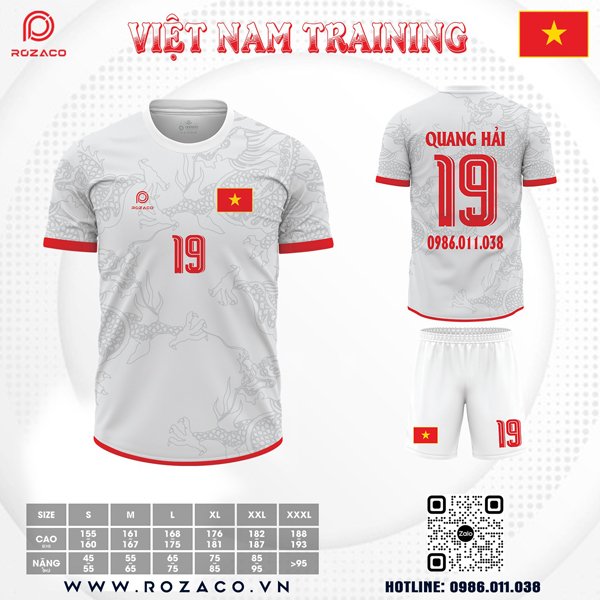 ROZACO
VIỆT NAM TRAINING
ROZACO
19
QUANG HẢI
19
0986.011.038
19
SIZE S M L XL XXL XXXL
CAO 155 160 161 167 168 175 176 181 182 187 188 193
NẶNG 45 55 55 65 65 75 75 85 85 95 >95
Zalo
WWW.ROZACO.VN
HOTLINE: 0986.011.038